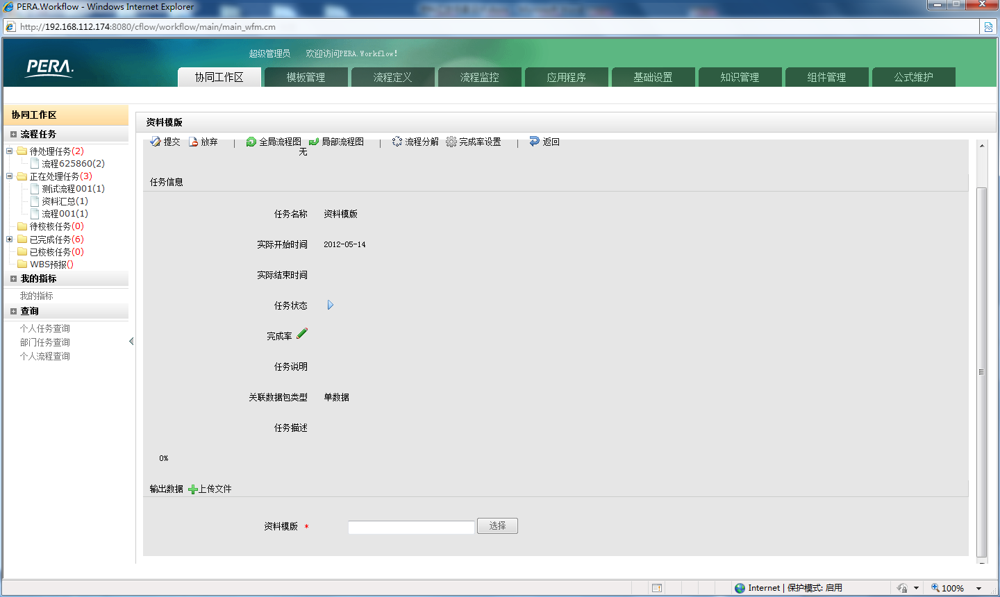 PERA.Workflow - Windows Internet Explorer
http://192.168.112.174:8080/cflow/workflow/main/main_wfm.cm
PERA.
超级管理员 欢迎访问PERA.Workflow!
协同工作区 模板管理 流程定义 流程监控 应用程序 基础设置 知识管理 组件管理 公式维护
协同工作区
流程任务
待处理任务(2)
流程625860(2)
正在处理任务(3)
测试流程001(1)
资料汇总(1)
流程001(1)
待校核任务(0)
已完成任务(6)
已校核任务(0)
WBS预报()
我的指标
我的指标
查询
个人任务查询
部门任务查询
个人流程查询
资料模版
提交 放弃 | 全局流程图 局部流程图 | 流程分解 完成率设置 | 返回
无
任务信息
任务名称 资料模版
实际开始时间 2012-05-14
实际结束时间
任务状态
完成率
任务说明
关联数据包类型 单数据
任务描述
0%
输出数据 上传文件
资料模版 * 选择
Internet | 保护模式: 启用 100%